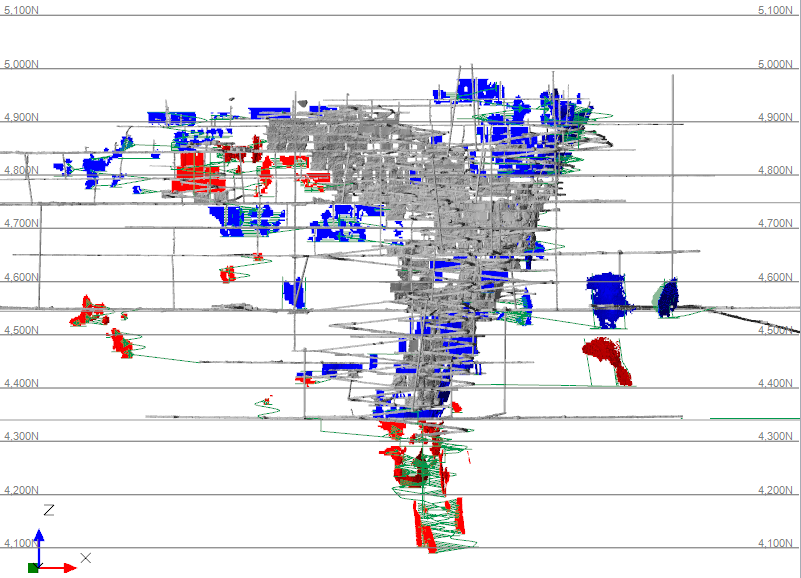 5,100N 5,100N
5,000N 5,000N
4,900N 4,900N
4,800N 4,800N
4,700N 4,700N
4,600N 4,600N
4,500N 4,500N
4,400N 4,400N
4,300N 4,300N
4,200N 4,200N
4,100N 4,100N
Z
X